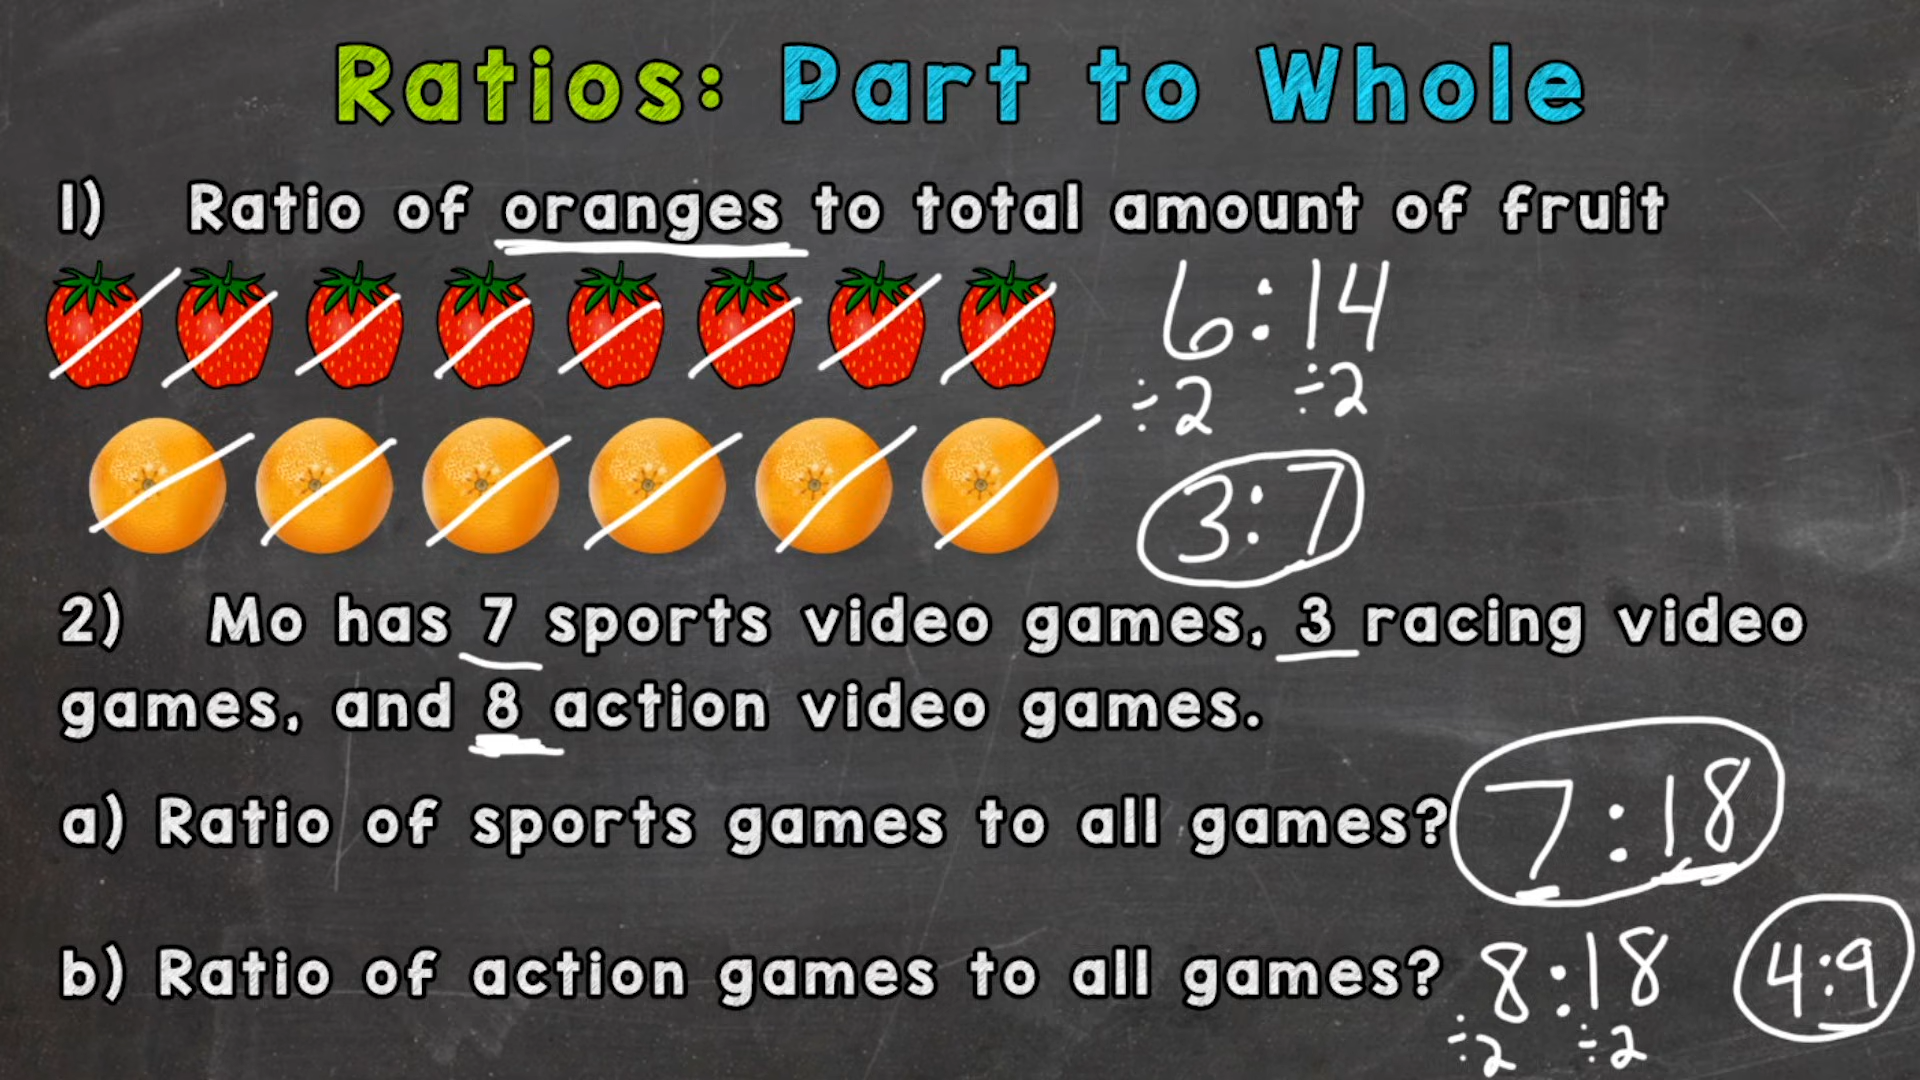 Ratios: Part to Whole
1) Ratio of oranges to total amount of fruit
6:14
÷2 ÷2
3:7
2) Mo has 7 sports video games, 3 racing video
games, and 8 action video games.
a) Ratio of sports games to all games? 7:18
b) Ratio of action games to all games? 8:18 4:9
÷2 ÷2